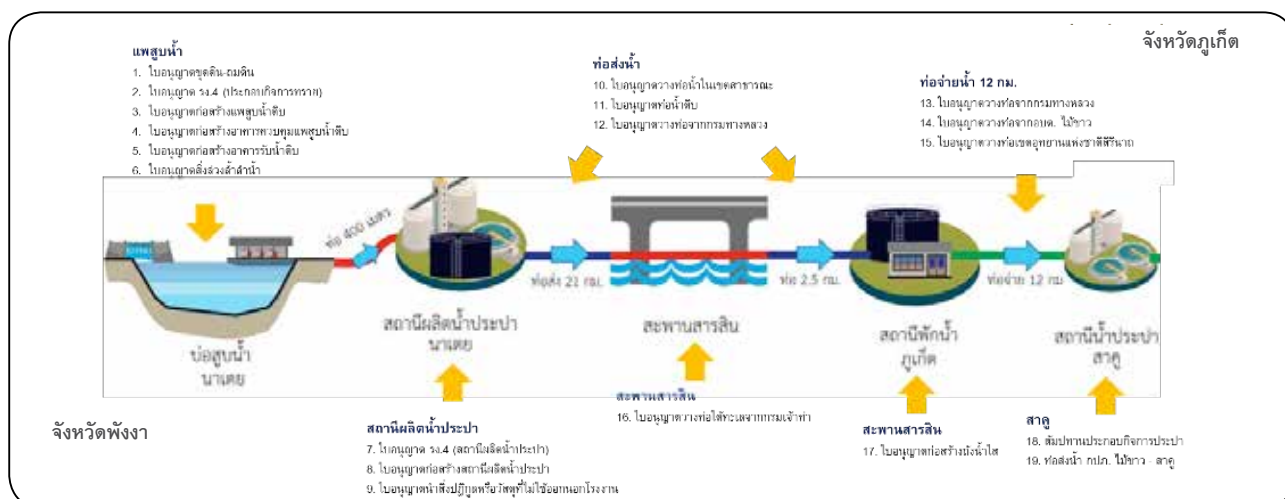 จังหวัดภูเก็ต
แพสูบน้ำ
1. ใบอนุญาตขุดดิน-ถมดิน
2. ใบอนุญาต รง.4 (ประกอบกิจการทราย)
3. ใบอนุญาตก่อสร้างแพสูบน้ำดิบ
4. ใบอนุญาตก่อสร้างอาคารควบคุมแพสูบน้ำดิบ
5. ใบอนุญาตก่อสร้างอาคารรับน้ำดิบ
6. ใบอนุญาตสิ่งล่วงล้ำลำน้ำ
ท่อส่งน้ำ
10. ใบอนุญาตวางท่อน้ำในเขตสาธารณะ
11. ใบอนุญาตท่อน้ำดิบ
12. ใบอนุญาตวางท่อจากกรมทางหลวง
ท่อจ่ายน้ำ 12 กม.
13. ใบอนุญาตวางท่อจากกรมทางหลวง
14. ใบอนุญาตวางท่อจากอบต. ไม้ขาว
15. ใบอนุญาตวางท่อเขตอุทยานแห่งชาติสิรินาถ
ท่อ 400 เมตร
ท่อส่ง 21 กม.
ท่อ 2.5 กม.
ท่อจ่าย 12 กม
บ่อสูบน้ำ
นาเตย
สถานีผลิตน้ำประปา
นาเตย
สะพานสารสิน
สถานีพักน้ำ
ภูเก็ต
สถานีน้ำประปา
สาคู
จังหวัดพังงา
สถานีผลิตน้ำประปา
7. ใบอนุญาต รง.4 (สถานีผลิตน้ำประปา)
8. ใบอนุญาตก่อสร้างสถานีผลิตน้ำประปา
9. ใบอนุญาตนำสิ่งปฏิกูลหรือวัสดุที่ไม่ใช้ออกนอกโรงงาน
สะพานสารสิน
16. ใบอนุญาตวางท่อใต้ทะเลจากกรมเจ้าท่า
สะพานสารสิน
17. ใบอนุญาตก่อสร้างถังน้ำใส
สาคู
18. สัมปทานประกอบกิจการประปา
19. ท่อส่งน้ำ กปภ. ไม้ขาว - สาคู